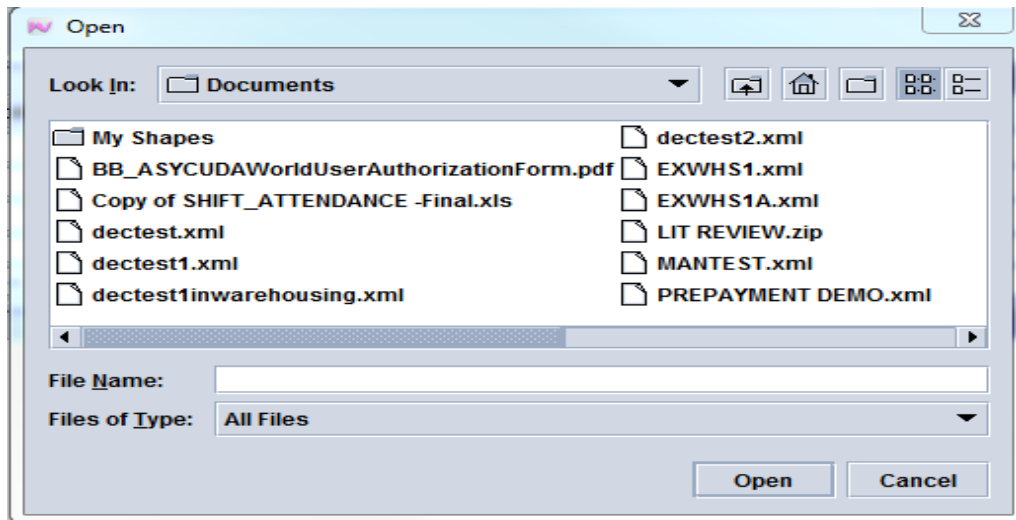 Open
Look In: Documents
My Shapes
BB_ASYCUDAWorldUserAuthorizationForm.pdf
Copy of SHIFT_ATTENDANCE -Final.xls
dectest.xml
dectest1.xml
dectest1inwarehousing.xml
dectest2.xml
EXWHS1.xml
EXWHS1A.xml
LIT REVIEW.zip
MANTEST.xml
PREPAYMENT DEMO.xml
File Name:
Files of Type: All Files
Open Cancel